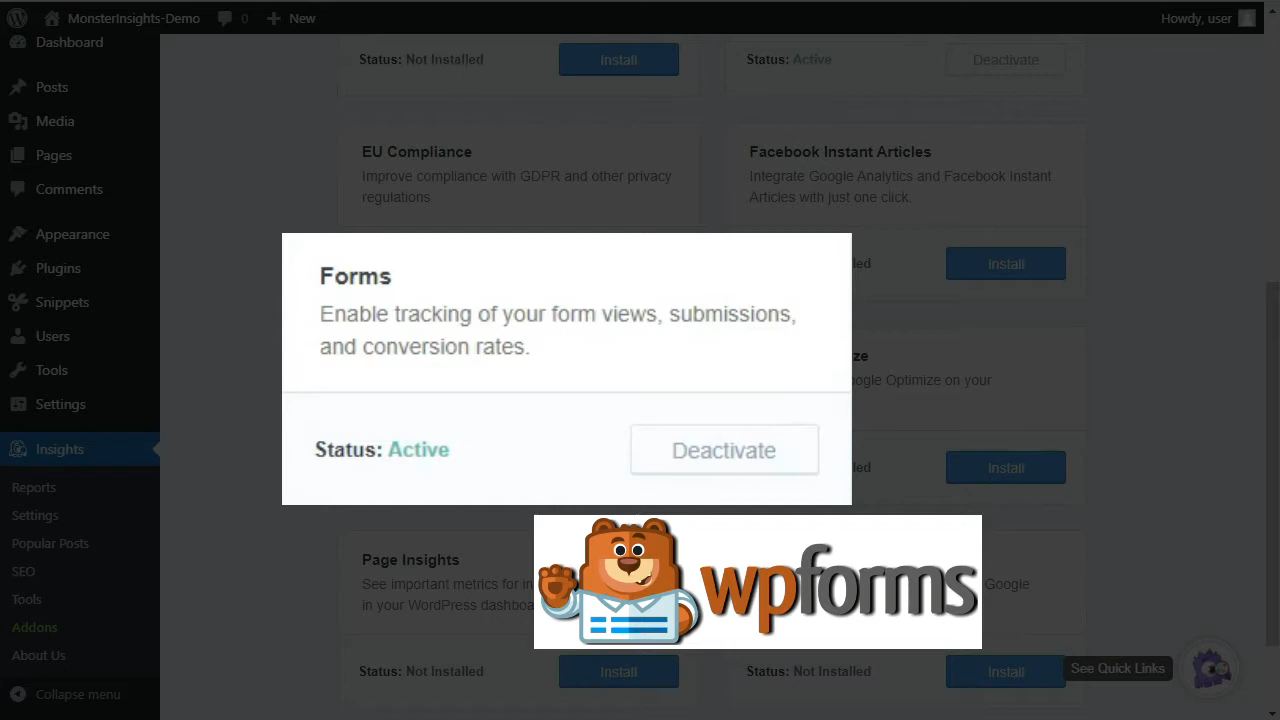 MonsterInsights-Demo
0
New
Howdy, user
Dashboard
Posts
Media
Pages
Comments
Appearance
Plugins
Snippets
Users
Tools
Settings
Insights
Reports
Settings
Popular Posts
SEO
Tools
Addons
About Us
Collapse menu
Status: Not Installed
Install
Status: Active
Deactivate
EU Compliance
Improve compliance with GDPR and other privacy
regulations.
Facebook Instant Articles
Integrate Google Analytics and Facebook Instant
Articles with just one click.
Install
Forms
Enable tracking of your form views, submissions,
and conversion rates.
Status: Active
Deactivate
Optimize on your
Install
Page Insights
See important metrics for
in your WordPress
Google
wpforms
Status: Not Installed
Install
Status: Not Installed
Install
See Quick Links